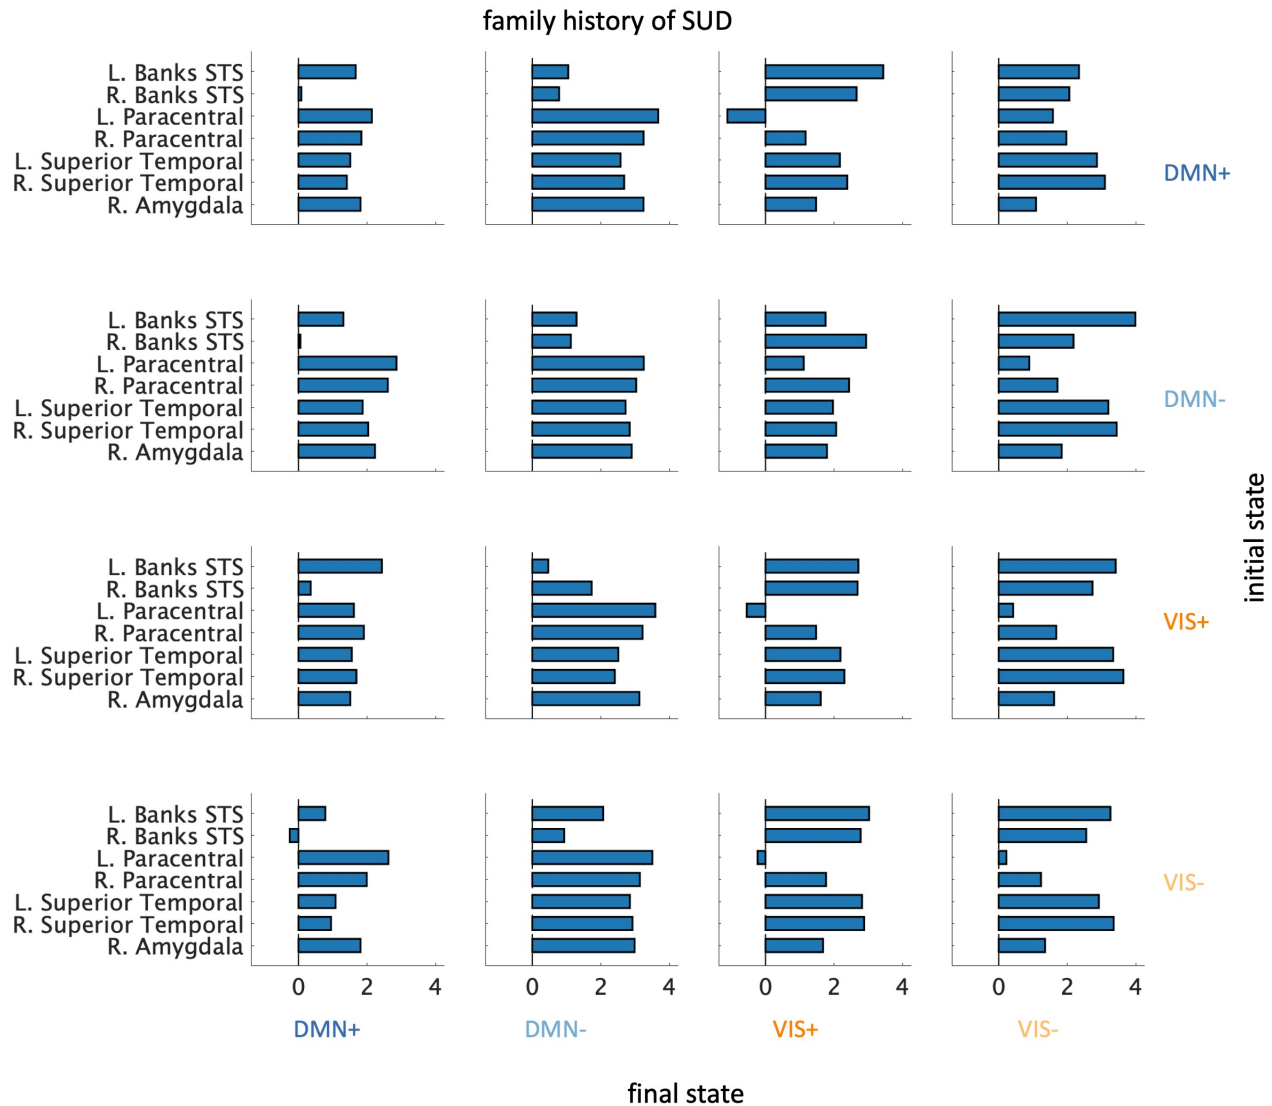 family history of SUD
L. Banks STS
R. Banks STS
L. Paracentral
R. Paracentral
L. Superior Temporal
R. Superior Temporal
R. Amygdala
DMN+
L. Banks STS
R. Banks STS
L. Paracentral
R. Paracentral
L. Superior Temporal
R. Superior Temporal
R. Amygdala
DMN-
initial state
L. Banks STS
R. Banks STS
L. Paracentral
R. Paracentral
L. Superior Temporal
R. Superior Temporal
R. Amygdala
VIS+
L. Banks STS
R. Banks STS
L. Paracentral
R. Paracentral
L. Superior Temporal
R. Superior Temporal
R. Amygdala
VIS-
0 2 4 0 2 4 0 2 4 0 2 4
DMN+ DMN- VIS+ VIS-
final state